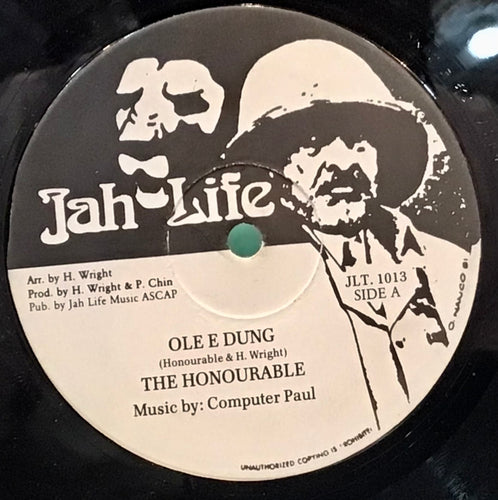 Jah Life
Arr. by H. Wright
Prod. by H. Wright & P. Chin
Pub. by Jah Life Music ASCAP
JLT. 1013
SIDE A
OLE E DUNG
(Honourable & H. Wright)
THE HONOURABLE
Music by: Computer Paul
UNAUTHORIZED COPYING IS